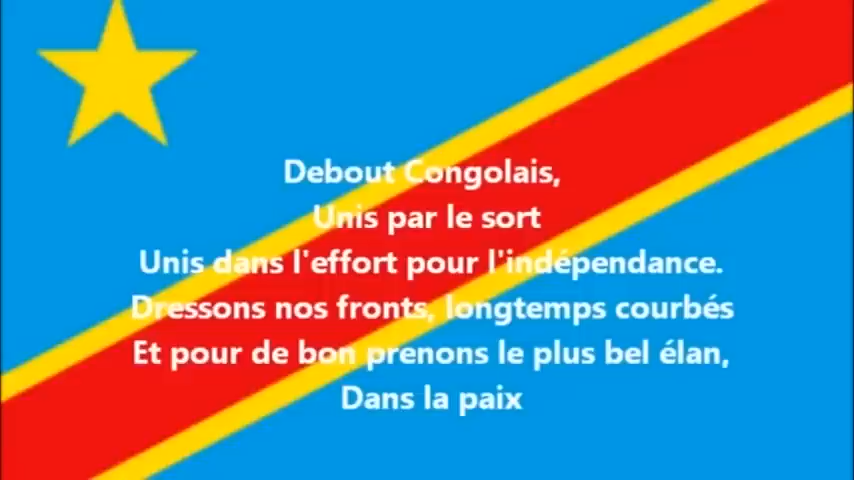 Debout Congolais,
Unis par le sort
Unis dans l'effort pour l'indépendance.
Dressons nos fronts, longtemps courbés
Et pour de bon prenons le plus bel élan,
Dans la paix